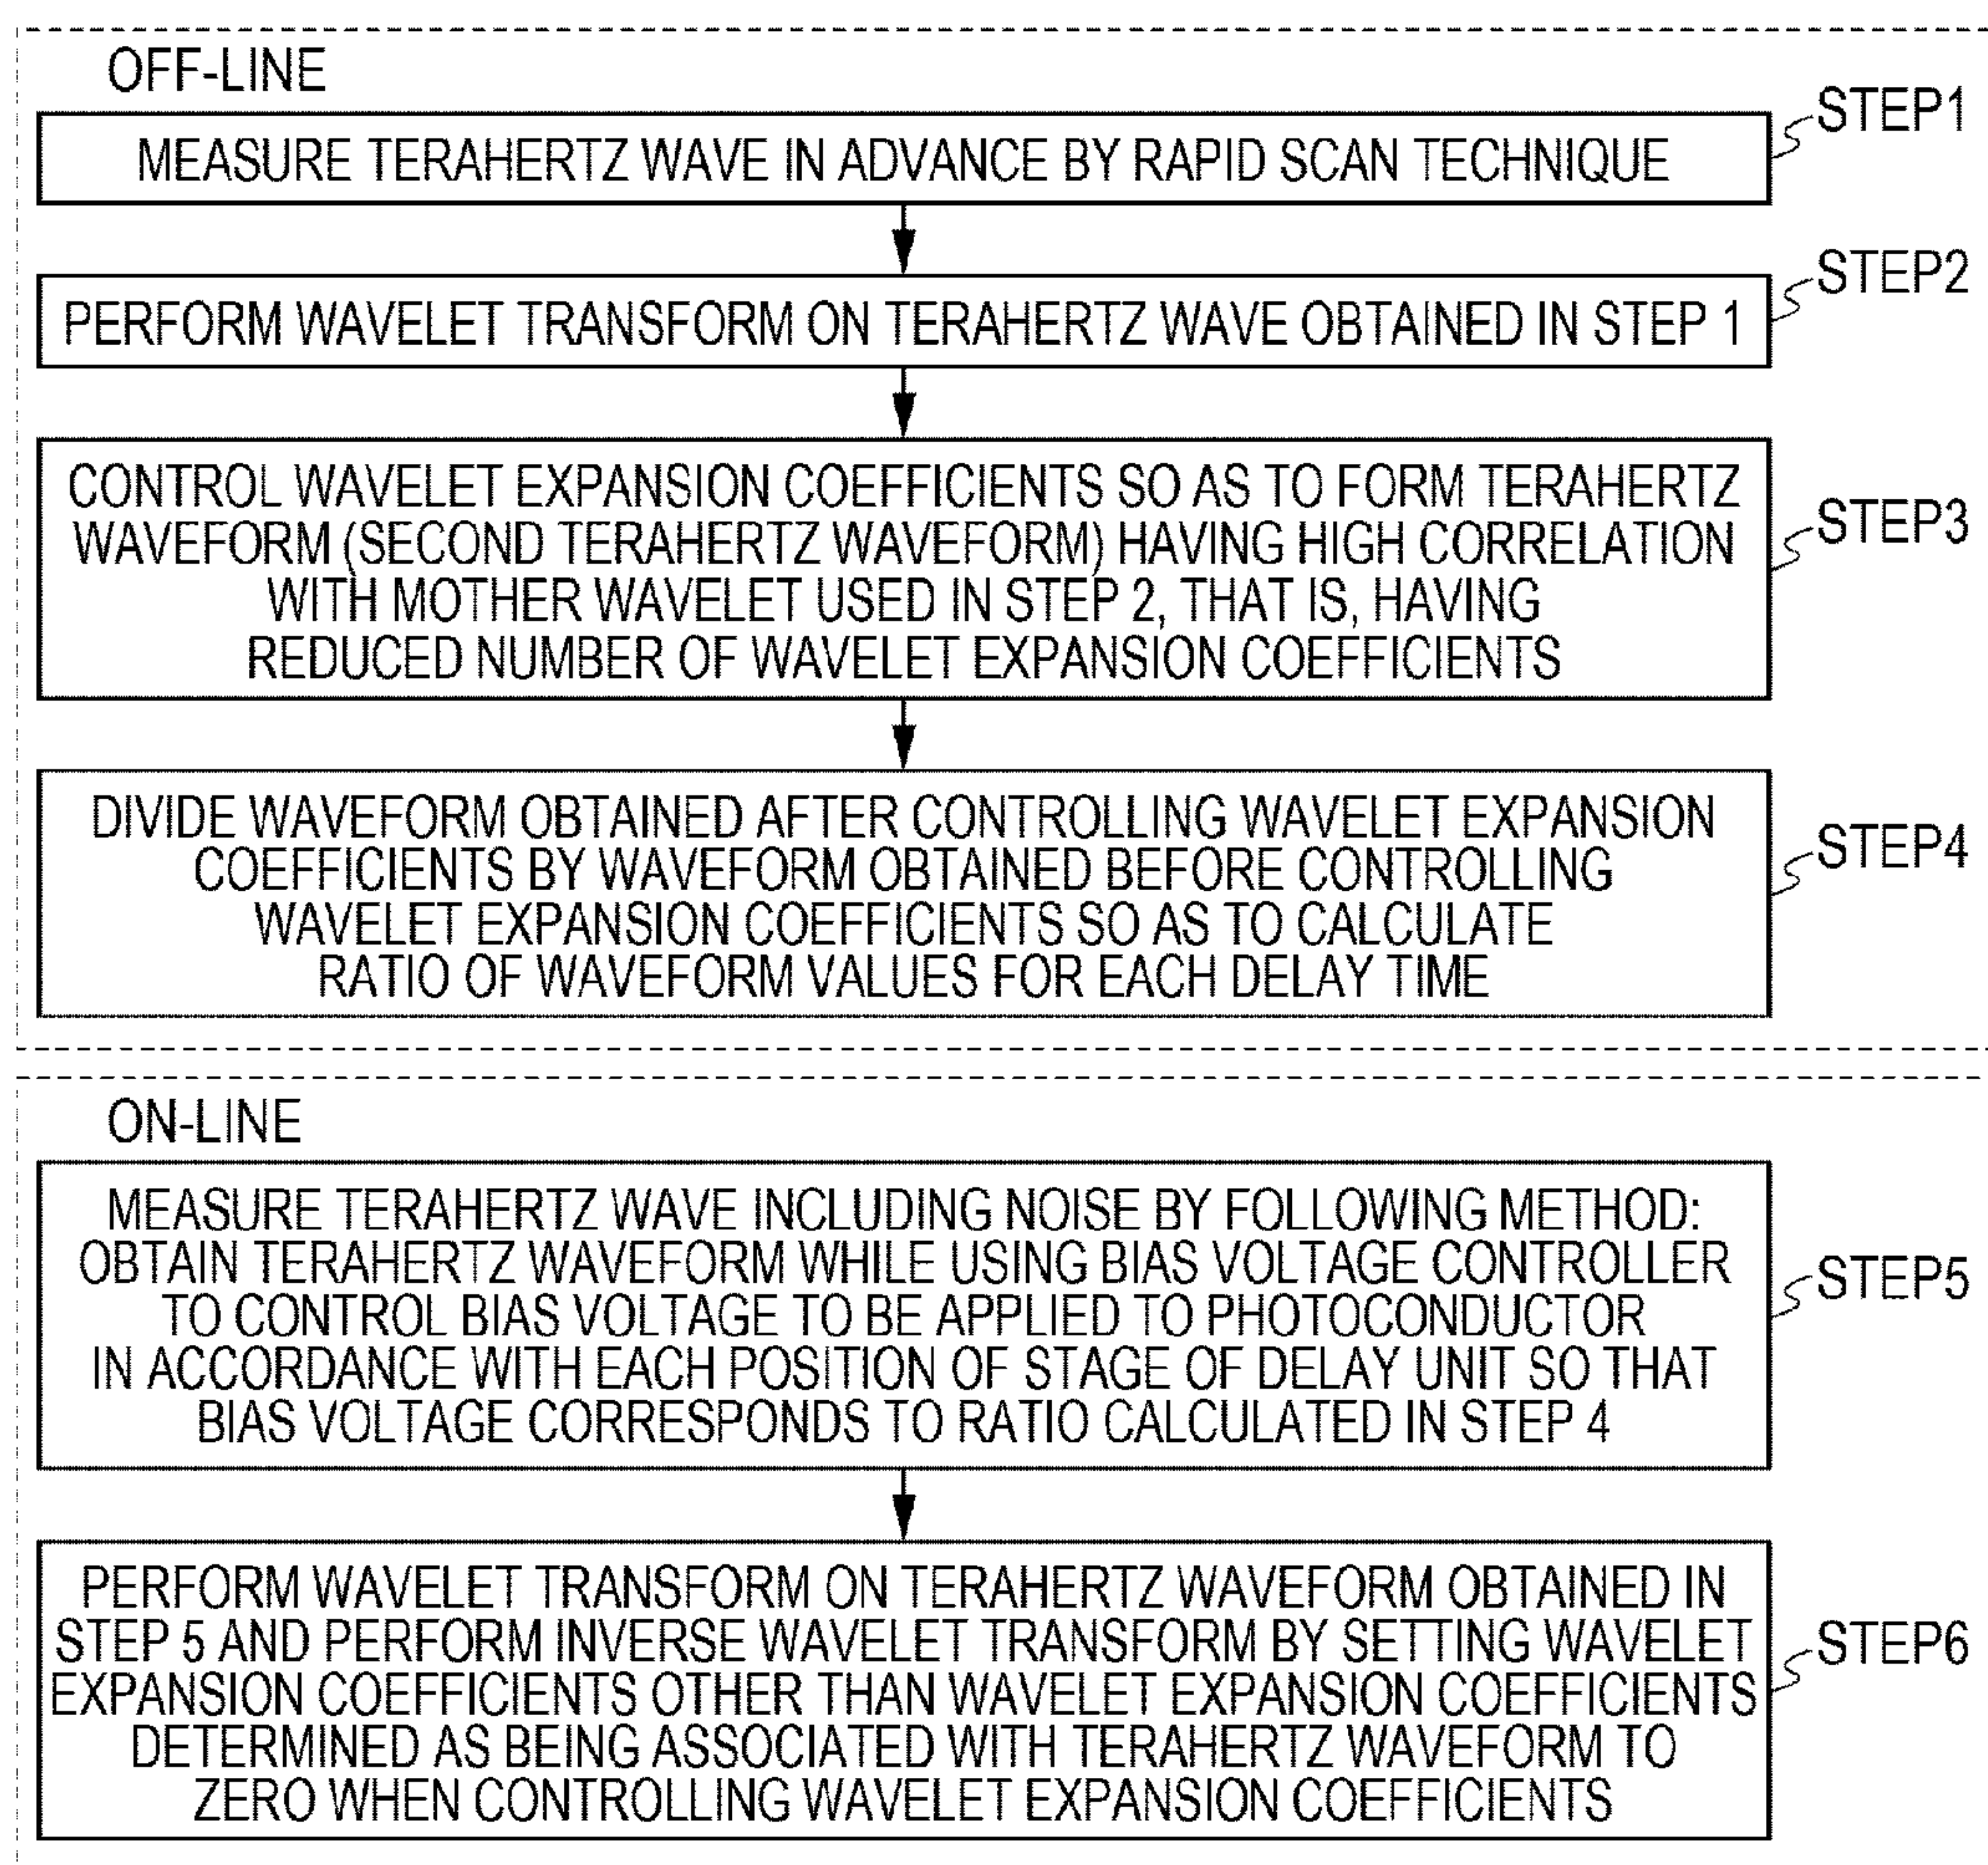 OFF-LINE
STEP1
MEASURE TERAHERTZ WAVE IN ADVANCE BY RAPID SCAN TECHNIQUE
STEP2
PERFORM WAVELET TRANSFORM ON TERAHERTZ WAVE OBTAINED IN STEP 1
CONTROL WAVELET EXPANSION COEFFICIENTS SO AS TO FORM TERAHERTZ
WAVEFORM (SECOND TERAHERTZ WAVEFORM) HAVING HIGH CORRELATION
WITH MOTHER WAVELET USED IN STEP 2, THAT IS, HAVING
REDUCED NUMBER OF WAVELET EXPANSION COEFFICIENTS
STEP3
DIVIDE WAVEFORM OBTAINED AFTER CONTROLLING WAVELET EXPANSION
COEFFICIENTS BY WAVEFORM OBTAINED BEFORE CONTROLLING
WAVELET EXPANSION COEFFICIENTS SO AS TO CALCULATE
RATIO OF WAVEFORM VALUES FOR EACH DELAY TIME
STEP4
ON-LINE
MEASURE TERAHERTZ WAVE INCLUDING NOISE BY FOLLOWING METHOD:
OBTAIN TERAHERTZ WAVEFORM WHILE USING BIAS VOLTAGE CONTROLLER
TO CONTROL BIAS VOLTAGE TO BE APPLIED TO PHOTOCONDUCTOR
IN ACCORDANCE WITH EACH POSITION OF STAGE OF DELAY UNIT SO THAT
BIAS VOLTAGE CORRESPONDS TO RATIO CALCULATED IN STEP 4
STEP5
PERFORM WAVELET TRANSFORM ON TERAHERTZ WAVEFORM OBTAINED IN
STEP 5 AND PERFORM INVERSE WAVELET TRANSFORM BY SETTING WAVELET
EXPANSION COEFFICIENTS OTHER THAN WAVELET EXPANSION COEFFICIENTS
DETERMINED AS BEING ASSOCIATED WITH TERAHERTZ WAVEFORM TO
ZERO WHEN CONTROLLING WAVELET EXPANSION COEFFICIENTS
STEP6